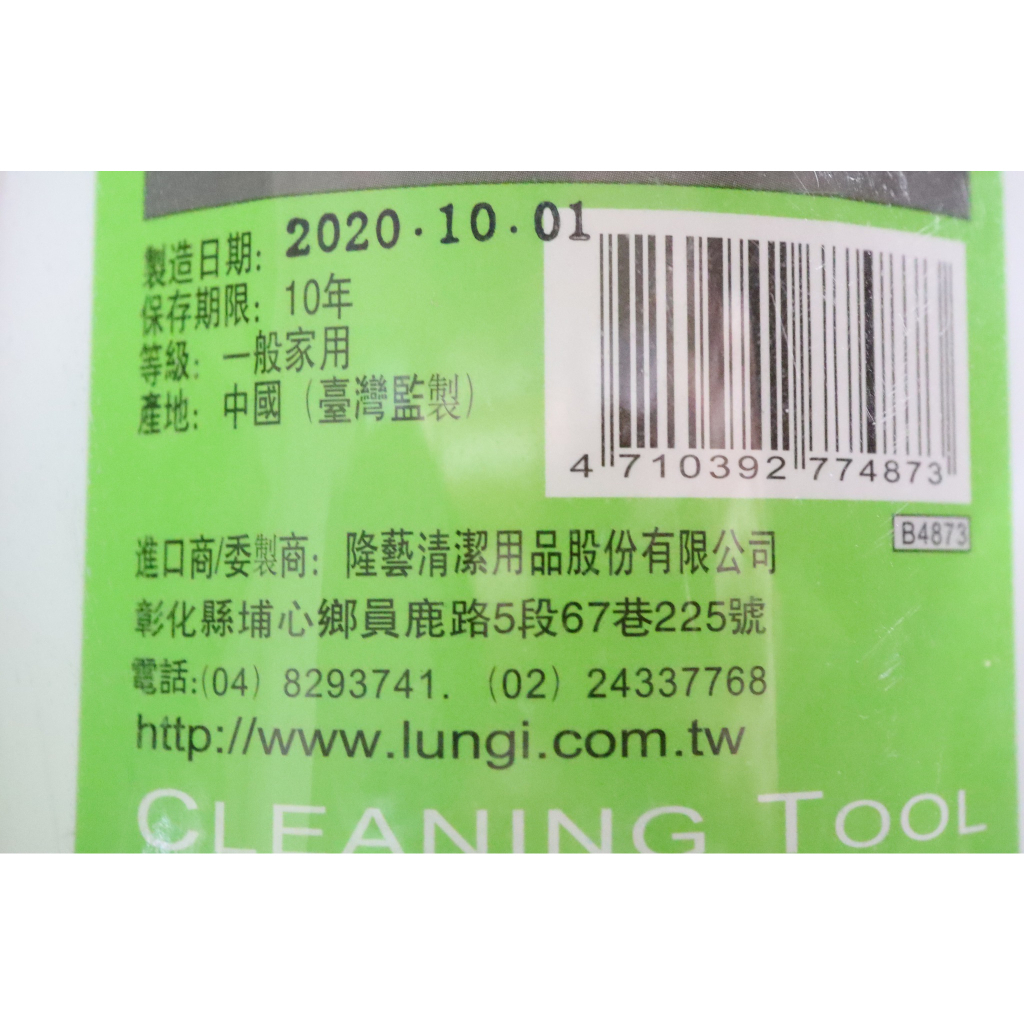 製造日期: 2020.10.01
保存期限: 10年
等級: 一般家用
產地: 中國 (臺灣監製)
4 710392 774873
B4873
進口商/委製商: 隆藝清潔用品股份有限公司
彰化縣埔心鄉員鹿路5段67巷225號
電話:(04) 8293741. (02) 24337768
http://www.lungi.com.tw
CLEANING TOOL